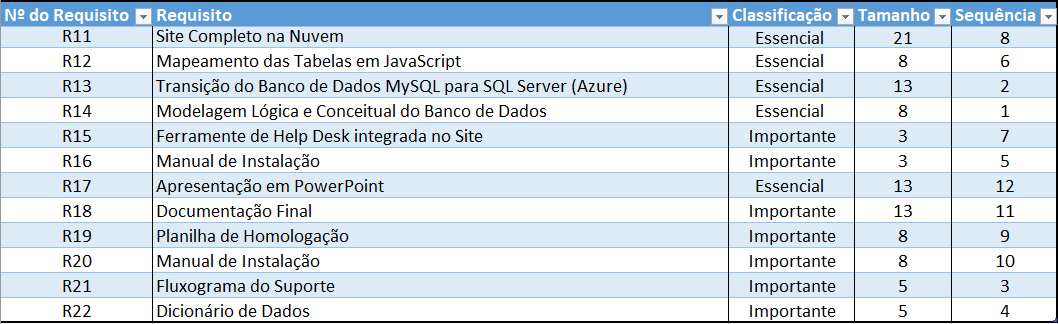 Nº do Requisito Requisito Classificação Tamanho Sequência
R11 Site Completo na Nuvem Essencial 21 8
R12 Mapeamento das Tabelas em JavaScript Essencial 8 6
R13 Transição do Banco de Dados MySQL para SQL Server (Azure) Essencial 13 2
R14 Modelagem Lógica e Conceitual do Banco de Dados Essencial 8 1
R15 Ferramente de Help Desk integrada no Site Importante 3 7
R16 Manual de Instalação Importante 3 5
R17 Apresentação em PowerPoint Essencial 13 12
R18 Documentação Final Importante 13 11
R19 Planilha de Homologação Importante 8 9
R20 Manual de Instalação Importante 8 10
R21 Fluxograma do Suporte Importante 5 3
R22 Dicionário de Dados Importante 5 4